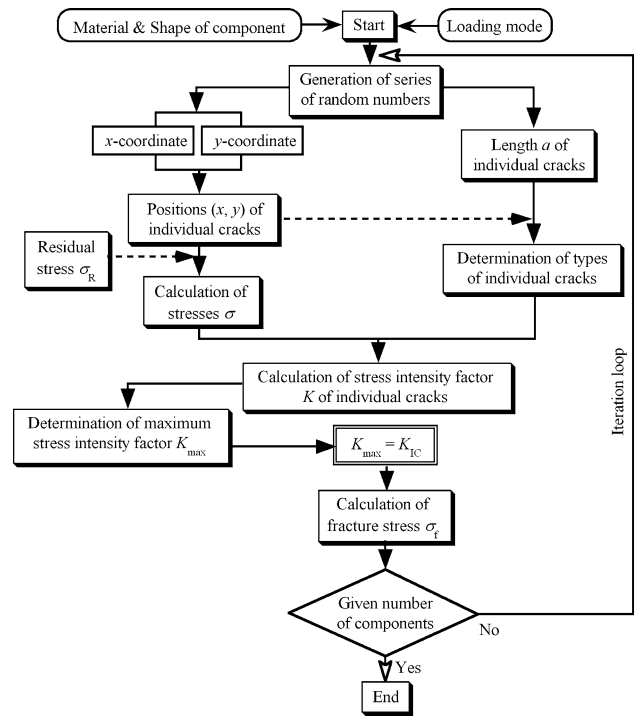 Material & Shape of component
Start
Loading mode
Generation of series
of random numbers
x-coordinate
y-coordinate
Length a of
individual cracks
Positions (x, y) of
individual cracks
Residual
stress σR
Determination of types
of individual cracks
Calculation of
stresses σ
Calculation of stress intensity factor
K of individual cracks
Iteration loop
Determination of maximum
stress intensity factor Kmax
Kmax = KIC
Calculation of
fracture stress σf
Given number
of components
No
Yes
End